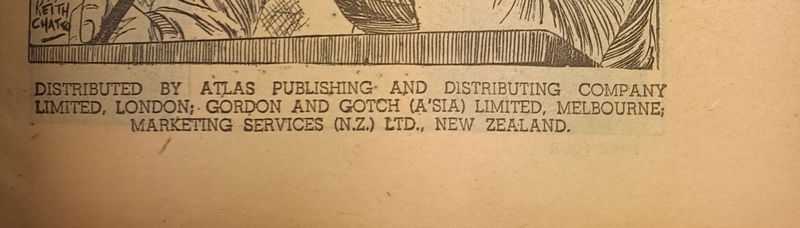 KEITH
CHATO
DISTRIBUTED BY ATLAS PUBLISHING AND DISTRIBUTING COMPANY
LIMITED, LONDON; GORDON AND GOTCH (A'SIA) LIMITED, MELBOURNE;
MARKETING SERVICES (N.Z.) LTD., NEW ZEALAND.